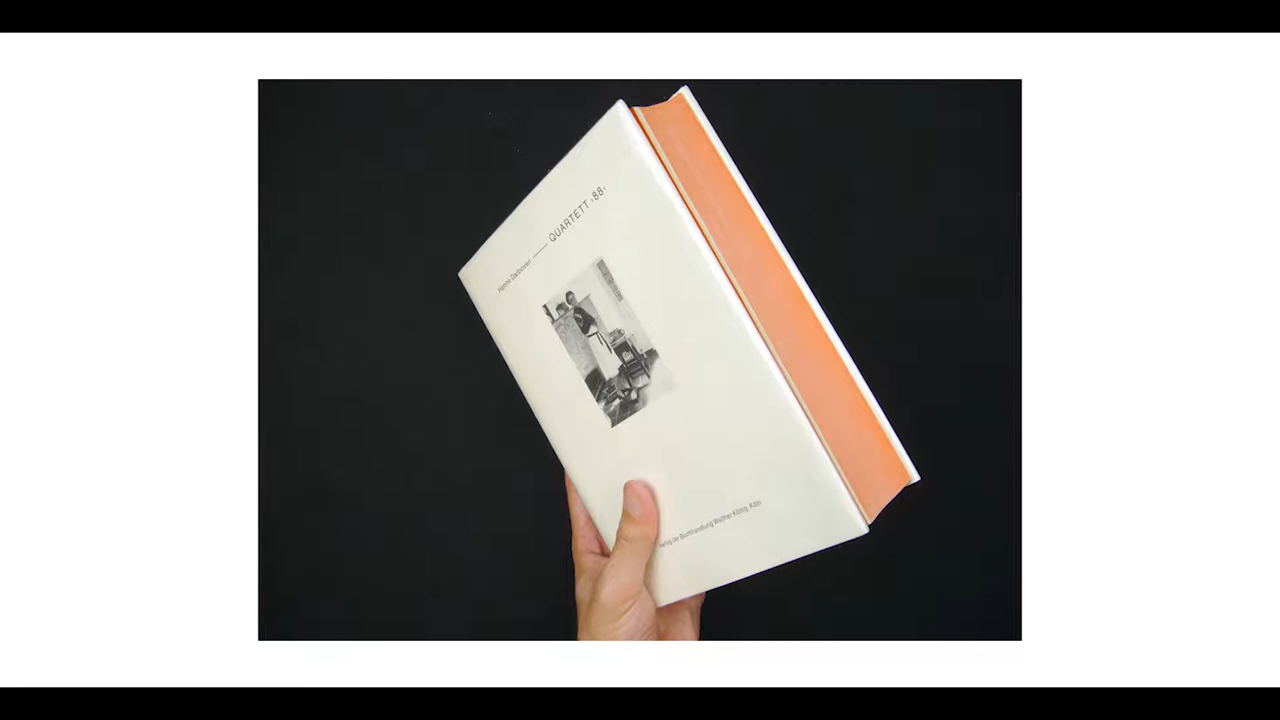 Hanne Darboven —— QUARTETT ›88‹
Verlag der Buchhandlung Walther König, Köln